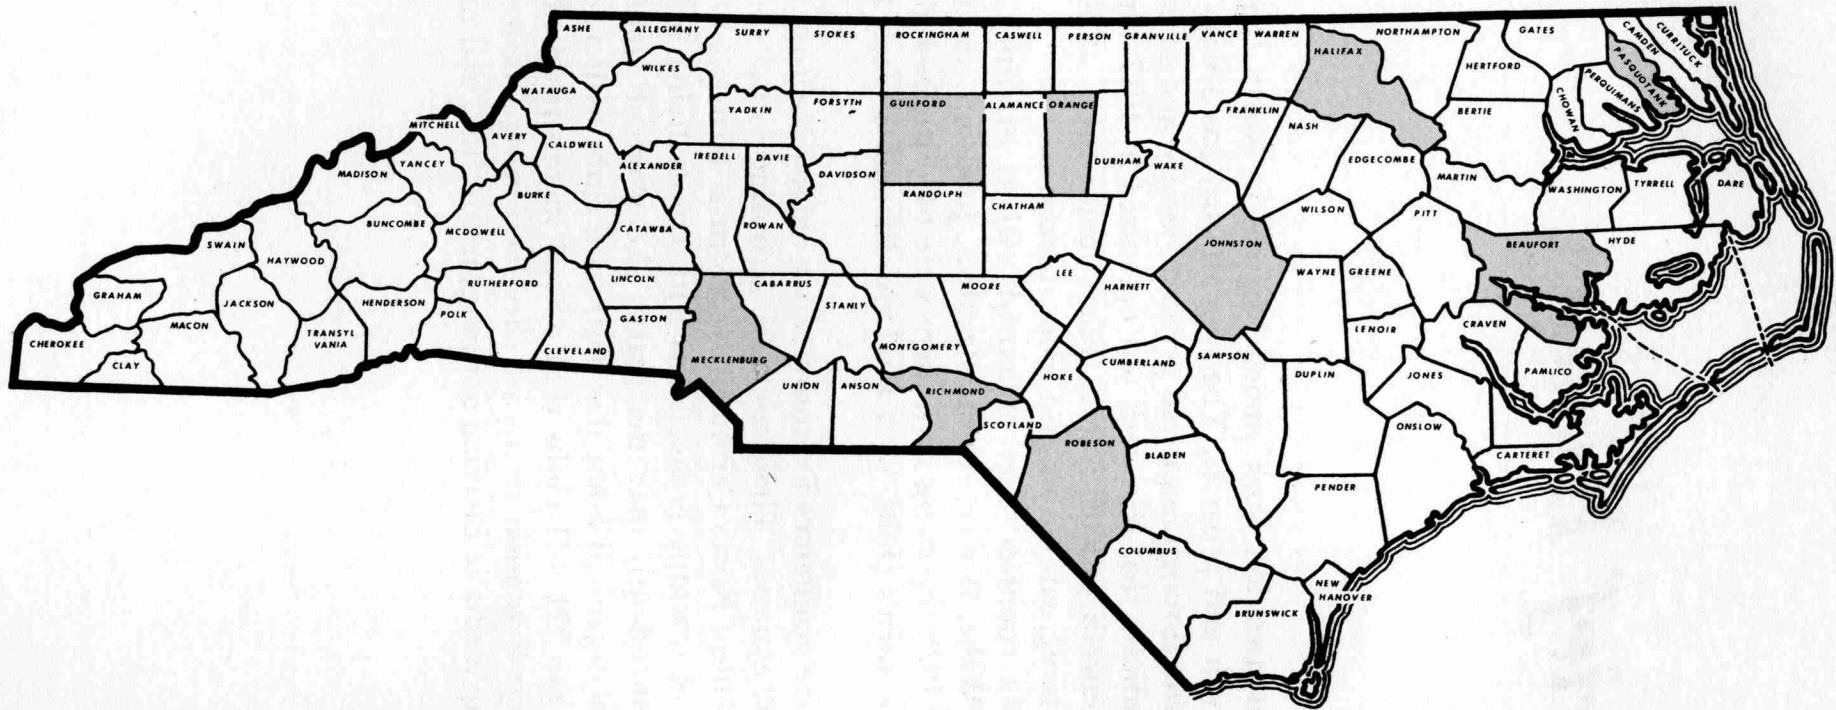 ASHE
ALLEGHANY
SURRY
STOKES
ROCKINGHAM
CASWELL
PERSON
GRANVILLE
VANCE
WARREN
HALIFAX
NORTHAMPTON
GATES
CAMDEN
CURRITUCK
PASQUOTANK
PERQUIMANS
CHOWAN
HERTFORD
WILKES
WATAUGA
YADKIN
FORSYTH
GUILFORD
ALAMANCE
ORANGE
FRANKLIN
NASH
BERTIE
MITCHELL
AVERY
CALDWELL
ALEXANDER
IREDELL
DAVIE
DAVIDSON
DURHAM
WAKE
EDGECOMBE
MARTIN
WASHINGTON
TYRRELL
DARE
MADISON
YANCEY
BURKE
RANDOLPH
CHATHAM
WILSON
PITT
BUNCOMBE
MCDOWELL
CATAWBA
ROWAN
JOHNSTON
BEAUFORT
HYDE
SWAIN
HAYWOOD
RUTHERFORD
LINCOLN
CABARRUS
MOORE
LEE
HARNETT
WAYNE
GREENE
GRAHAM
JACKSON
HENDERSON
POLK
GASTON
STANLY
MACON
TRANSYL
VANIA
CLEVELAND
MECKLENBURG
MONTGOMERY
CUMBERLAND
SAMPSON
LENOIR
CRAVEN
CHEROKEE
CLAY
UNION
ANSON
RICHMOND
HOKE
DUPLIN
JONES
PAMLICO
SCOTLAND
ROBESON
BLADEN
ONSLOW
CARTERET
PENDER
COLUMBUS
NEW
HANOVER
BRUNSWICK